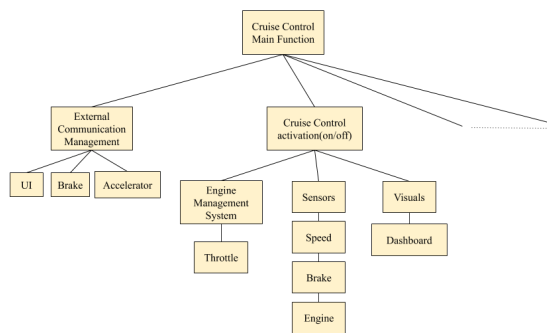 Cruise Control
Main Function
External
Communication
Management
Cruise Control
activation(on/off)
UI
Brake
Accelerator
Engine
Management
System
Sensors
Visuals
Throttle
Speed
Dashboard
Brake
Engine